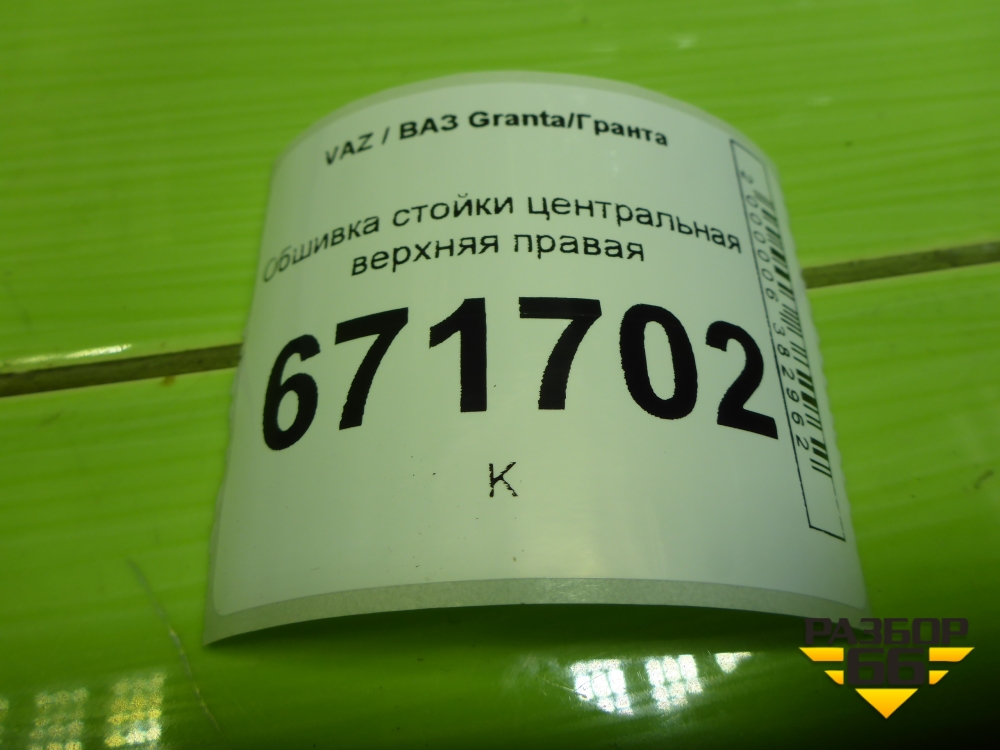 VAZ / ВАЗ Granta/Гранта
Обшивка стойки центральная
верхняя правая
671702
К
2000006382962
РАЗБОР
66